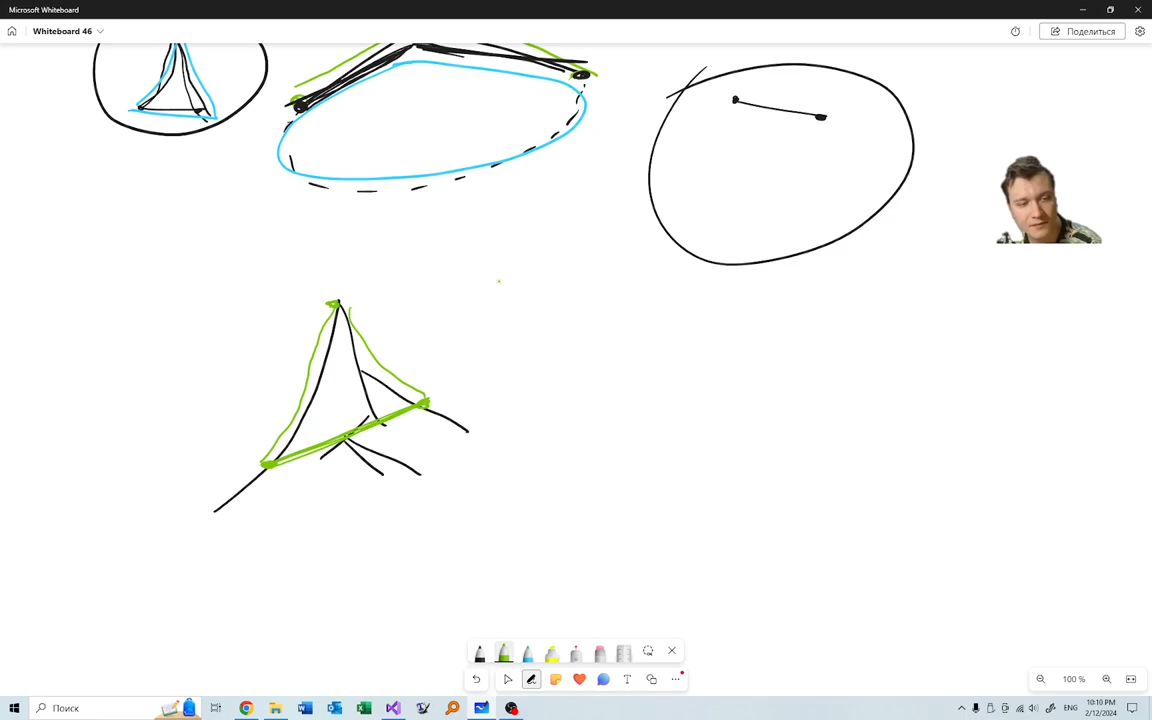 Microsoft Whiteboard
Whiteboard 46
Поделиться
100 %
Поиск
ENG
10:10 PM
2/12/2024